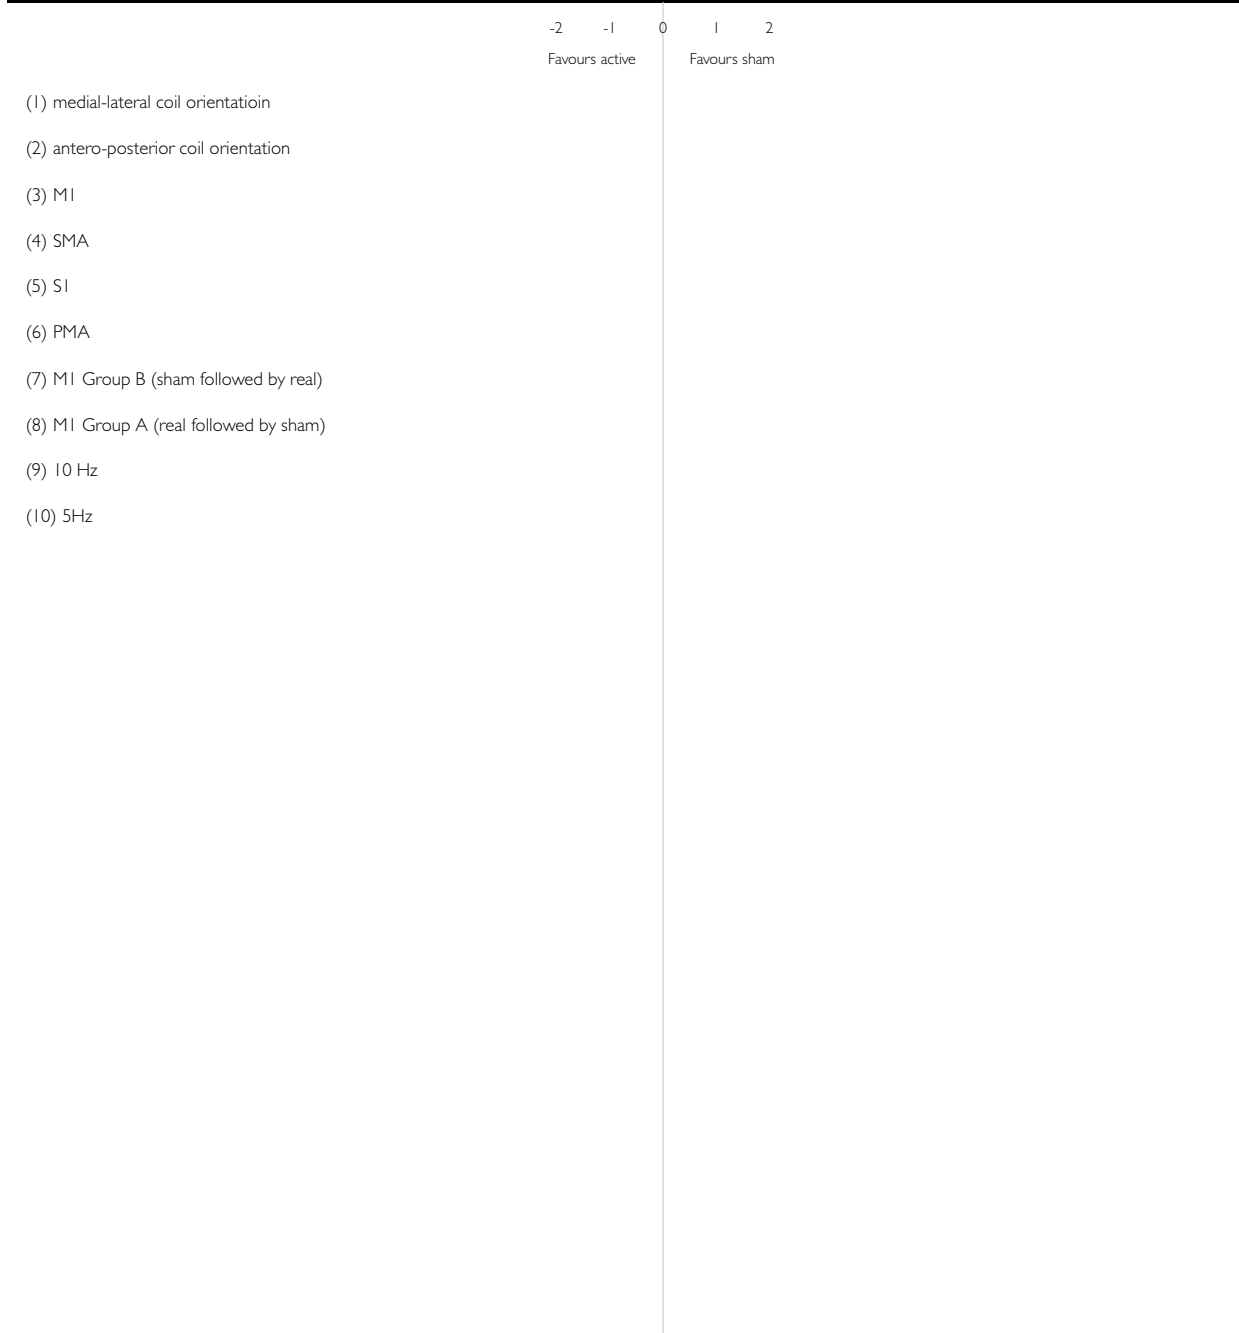 -2 -1 0 1 2
Favours active Favours sham
(1) medial-lateral coil orientatioin
(2) antero-posterior coil orientation
(3) M1
(4) SMA
(5) S1
(6) PMA
(7) M1 Group B (sham followed by real)
(8) M1 Group A (real followed by sham)
(9) 10 Hz
(10) 5Hz